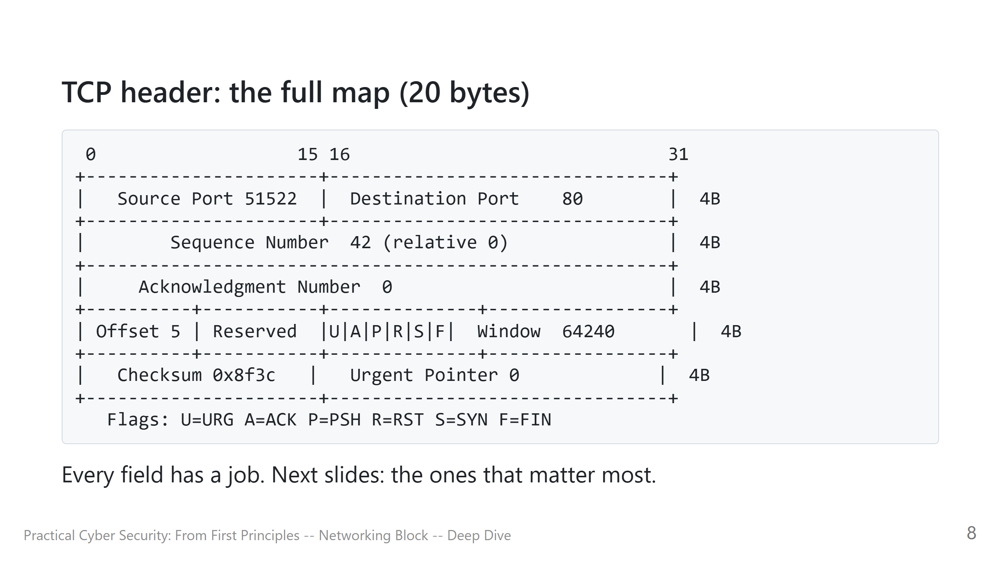 TCP header: the full map (20 bytes)
 0                   15 16                              31
+----------------------+--------------------------------+
|   Source Port 51522  |  Destination Port    80        |  4B
+----------------------+--------------------------------+
|        Sequence Number  42 (relative 0)               |  4B
+-------------------------------------------------------+
|     Acknowledgment Number  0                          |  4B
+----------+-----------+--------------+-----------------+
| Offset 5 | Reserved  |U|A|P|R|S|F|  Window  64240       |  4B
+----------+-----------+--------------+-----------------+
|   Checksum 0x8f3c   |   Urgent Pointer 0             |  4B
+----------------------+--------------------------------+
   Flags: U=URG A=ACK P=PSH R=RST S=SYN F=FIN
Every field has a job. Next slides: the ones that matter most.
Practical Cyber Security: From First Principles -- Networking Block -- Deep Dive
8